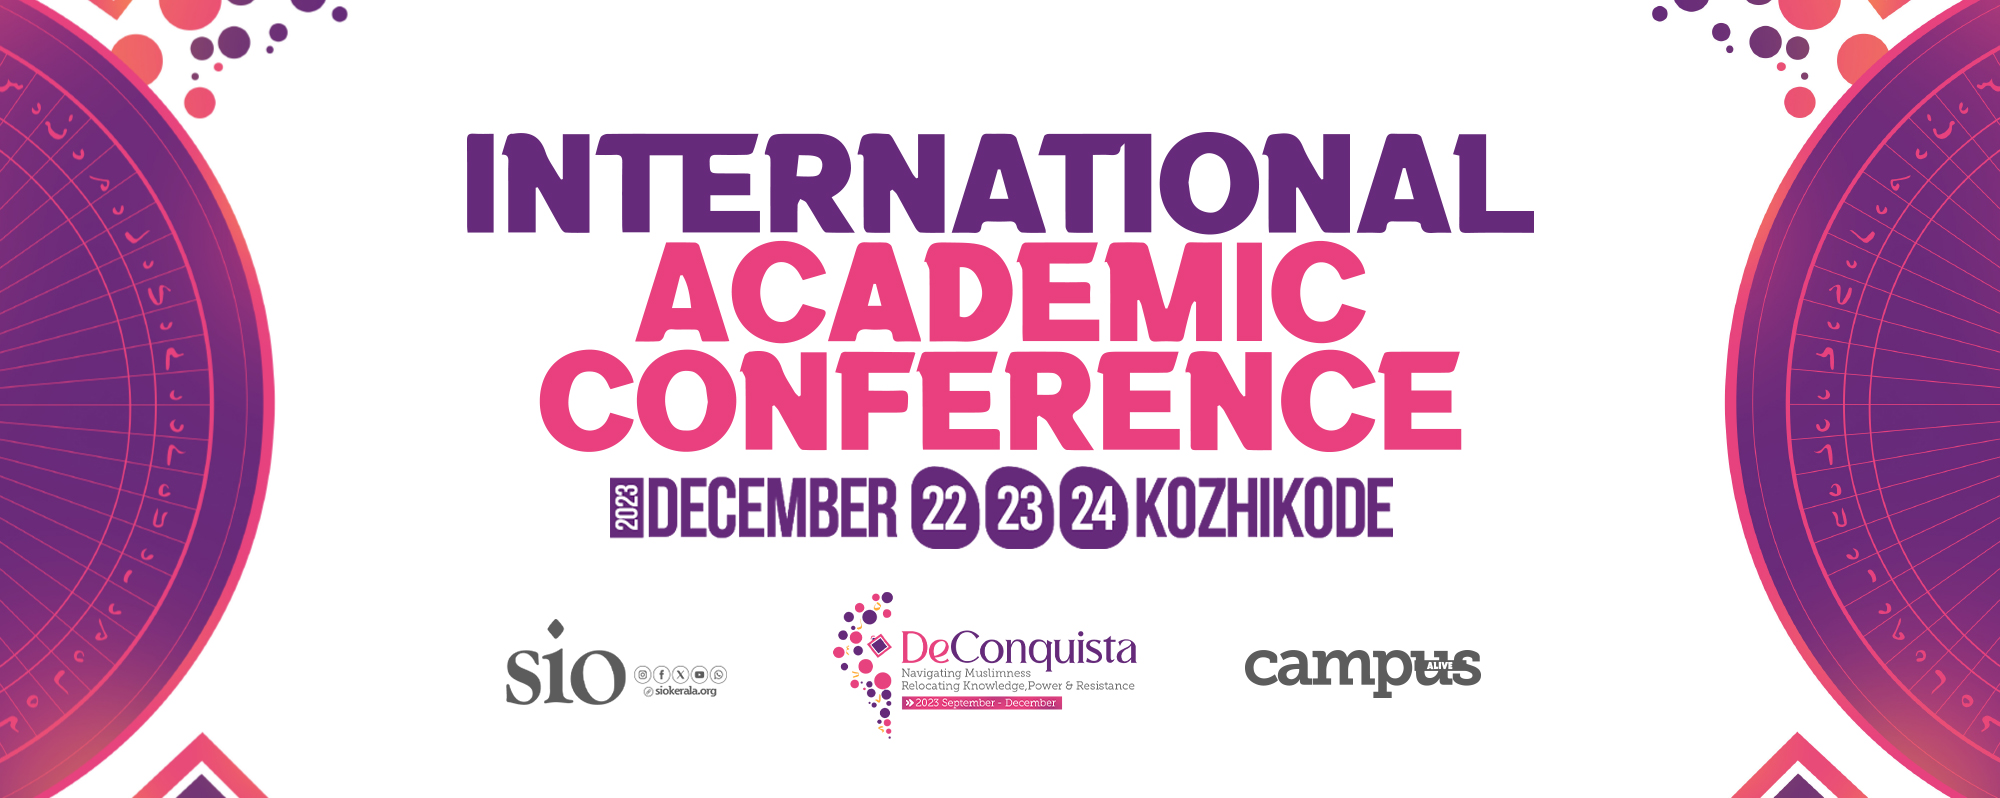 INTERNATIONAL
ACADEMIC
CONFERENCE
2023 DECEMBER 22 23 24 KOZHIKODE
sio
siokerala.org
DeConquista
Navigating Muslimness
Relocating Knowledge,Power & Resistance
2023 September - December
campus
ALIVE